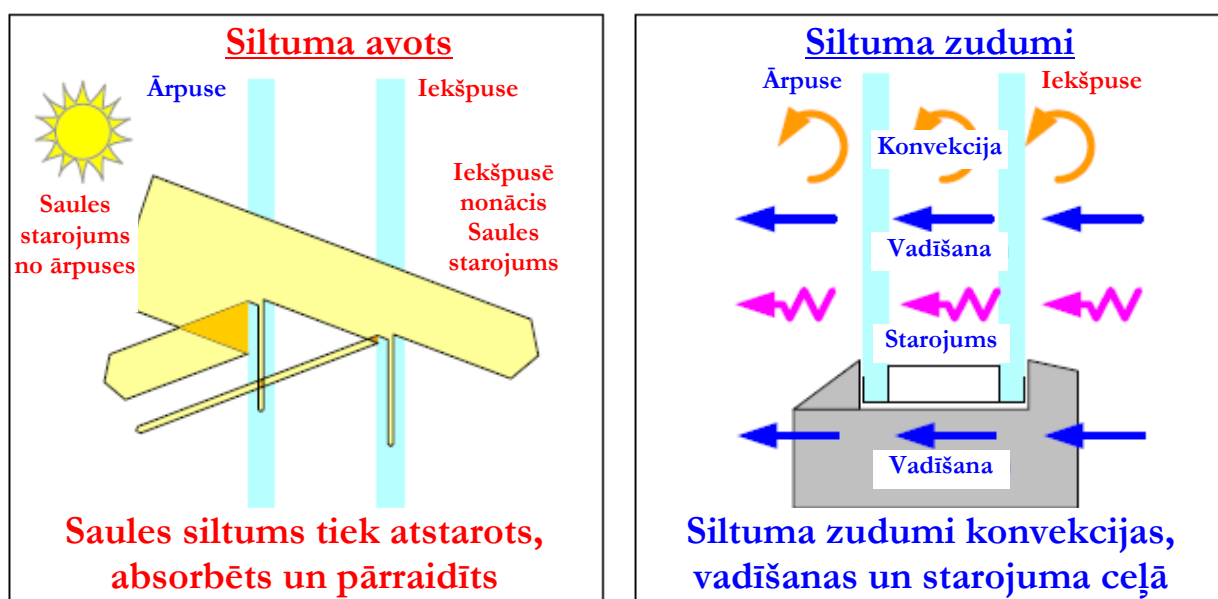 Siltuma avots
Ārpuse
Iekšpuse
Saules
starojums
no ārpuses
Iekšpusē
nonācis
Saules
starojums
Saules siltums tiek atstarots,
absorbēts un pārraidīts
Siltuma zudumi
Ārpuse
Iekšpuse
Konvekcija
Vadīšana
Starojums
Vadīšana
Siltuma zudumi konvekcijas,
vadīšanas un starojuma ceļā